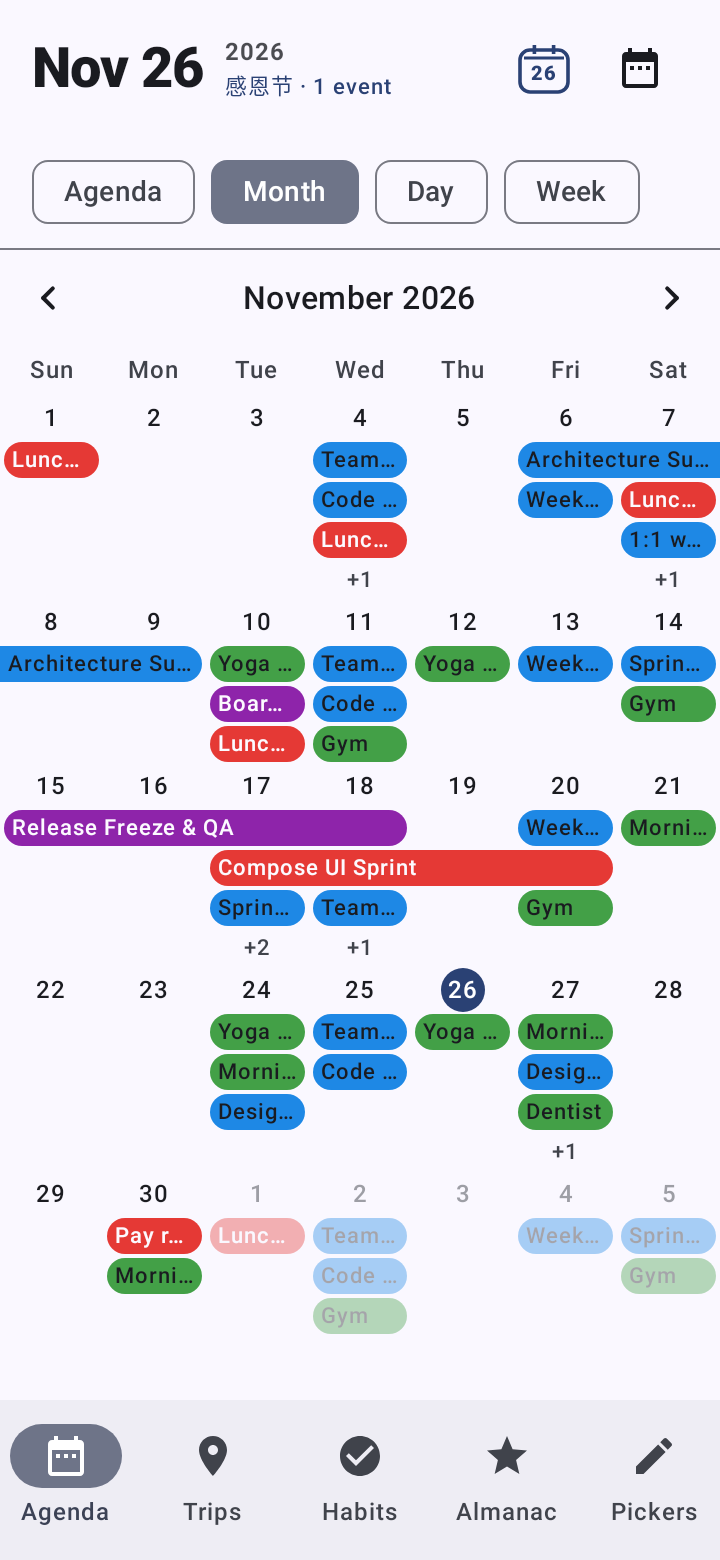 Nov 26
2026
感恩节 · 1 event
26
Agenda Month Day Week
November 2026
Sun Mon Tue Wed Thu Fri Sat
1 2 3 4 5 6 7
Lunc… Team… Architecture Su…
Code … Week… Lunc…
Lunc… 1:1 w…
+1 +1
8 9 10 11 12 13 14
Architecture Su… Yoga … Team… Yoga … Week… Sprin…
Boar… Code … Gym
Lunc… Gym
15 16 17 18 19 20 21
Release Freeze & QA Week… Morni…
Compose UI Sprint
Sprin… Team… Gym
+2 +1
22 23 24 25 26 27 28
Yoga … Team… Yoga … Morni…
Morni… Code … Desig…
Desig… Dentist
+1
29 30 1 2 3 4 5
Pay r… Lunc… Team… Week… Sprin…
Morni… Code … Gym
Gym
Agenda Trips Habits Almanac Pickers